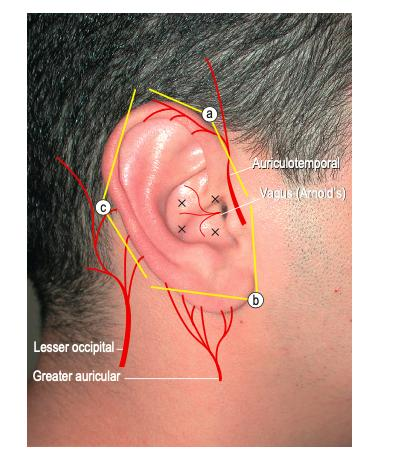 a
Auriculotemporal
Vagus (Arnold's)
c
b
Lesser occipital
Greater auricular